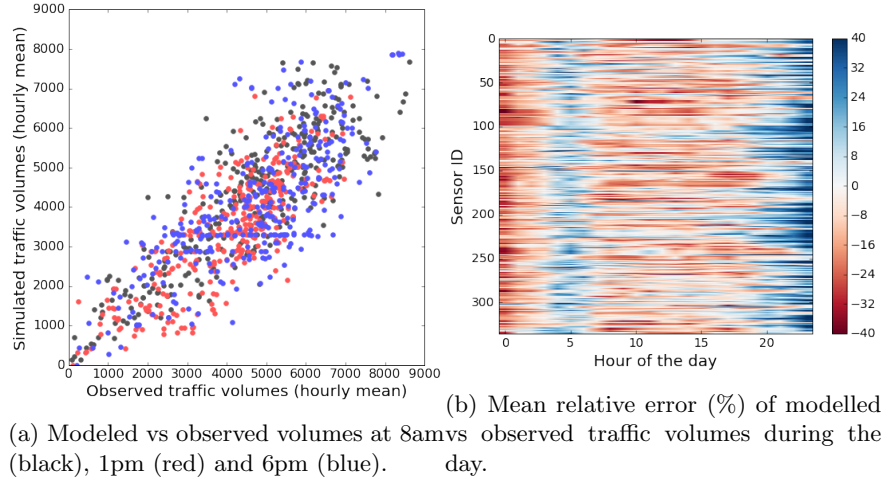 9000
8000
7000
6000
5000
4000
3000
2000
1000
0
Simulated traffic volumes (hourly mean)
0 1000 2000 3000 4000 5000 6000 7000 8000 9000
Observed traffic volumes (hourly mean)
0
50
100
150
200
250
300
Sensor ID
0 5 10 15 20
Hour of the day
40
32
24
16
8
0
−8
−16
−24
−32
−40
(a) Modeled vs observed volumes at 8am
(black), 1pm (red) and 6pm (blue).
(b) Mean relative error (%) of modelled
vs observed traffic volumes during the
day.